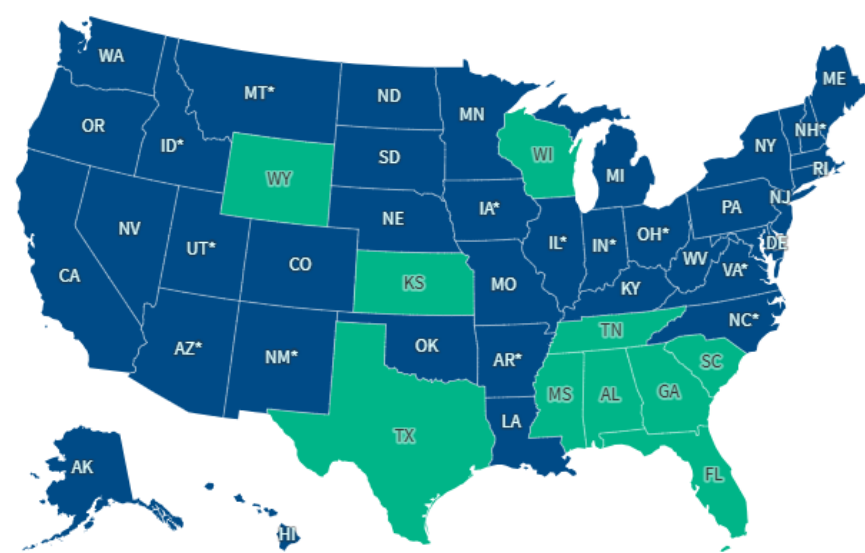 WA
MT*
ND
MN
ME
OR
ID*
SD
WI
NY
NH*
WY
MI
RI
NV
UT*
CO
NE
IA*
IL*
IN*
OH*
PA
NJ
DE
CA
KS
MO
KY
WV
VA*
AZ*
NM*
OK
AR*
TN
NC*
SC
MS
AL
GA
LA
TX
FL
AK
HI